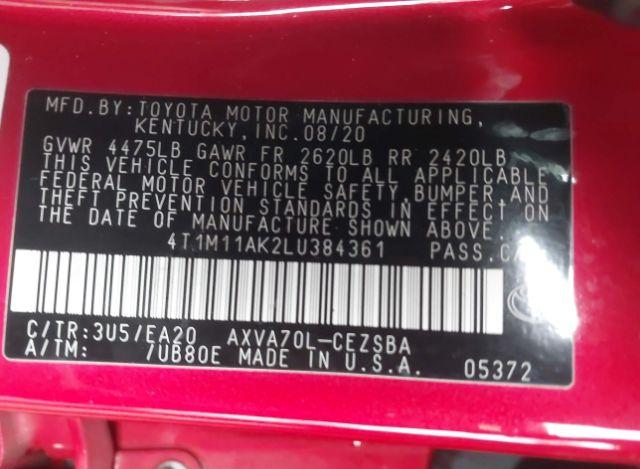 MFD.BY:TOYOTA MOTOR MANUFACTURING,
KENTUCKY,INC.08/20
GVWR 4475LB GAWR FR 2620LB RR 2420LB
THIS VEHICLE CONFORMS TO ALL APPLICABLE
FEDERAL MOTOR VEHICLE SAFETY,BUMPER,AND
THEFT PREVENTION STANDARDS IN EFFECT ON
THE DATE OF MANUFACTURE SHOWN ABOVE.
4T1M11AK2LU384361 PASS.CAR
C/TR:3U5/EA20 AXVA70L-CEZSBA
A/TM: /UB80E MADE IN U.S.A. 05372